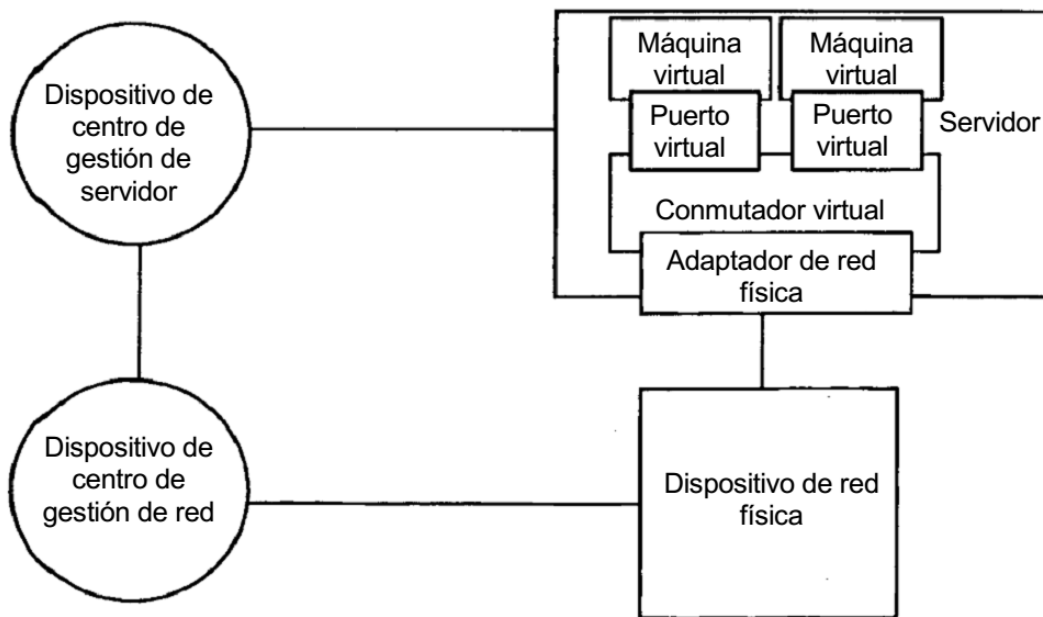 Dispositivo de
centro de
gestión de
servidor
Máquina
virtual
Máquina
virtual
Puerto
virtual
Puerto
virtual
Servidor
Conmutador virtual
Adaptador de red
física
Dispositivo de
centro de
gestión de red
Dispositivo de red
física